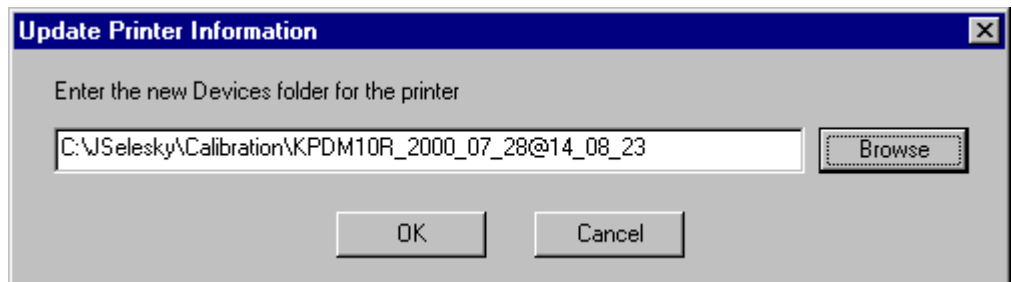 Update Printer Information
Enter the new Devices folder for the printer
C:\JSelesky\Calibration\KPDM10R_2000_07_28@14_08_23
Browse
OK
Cancel